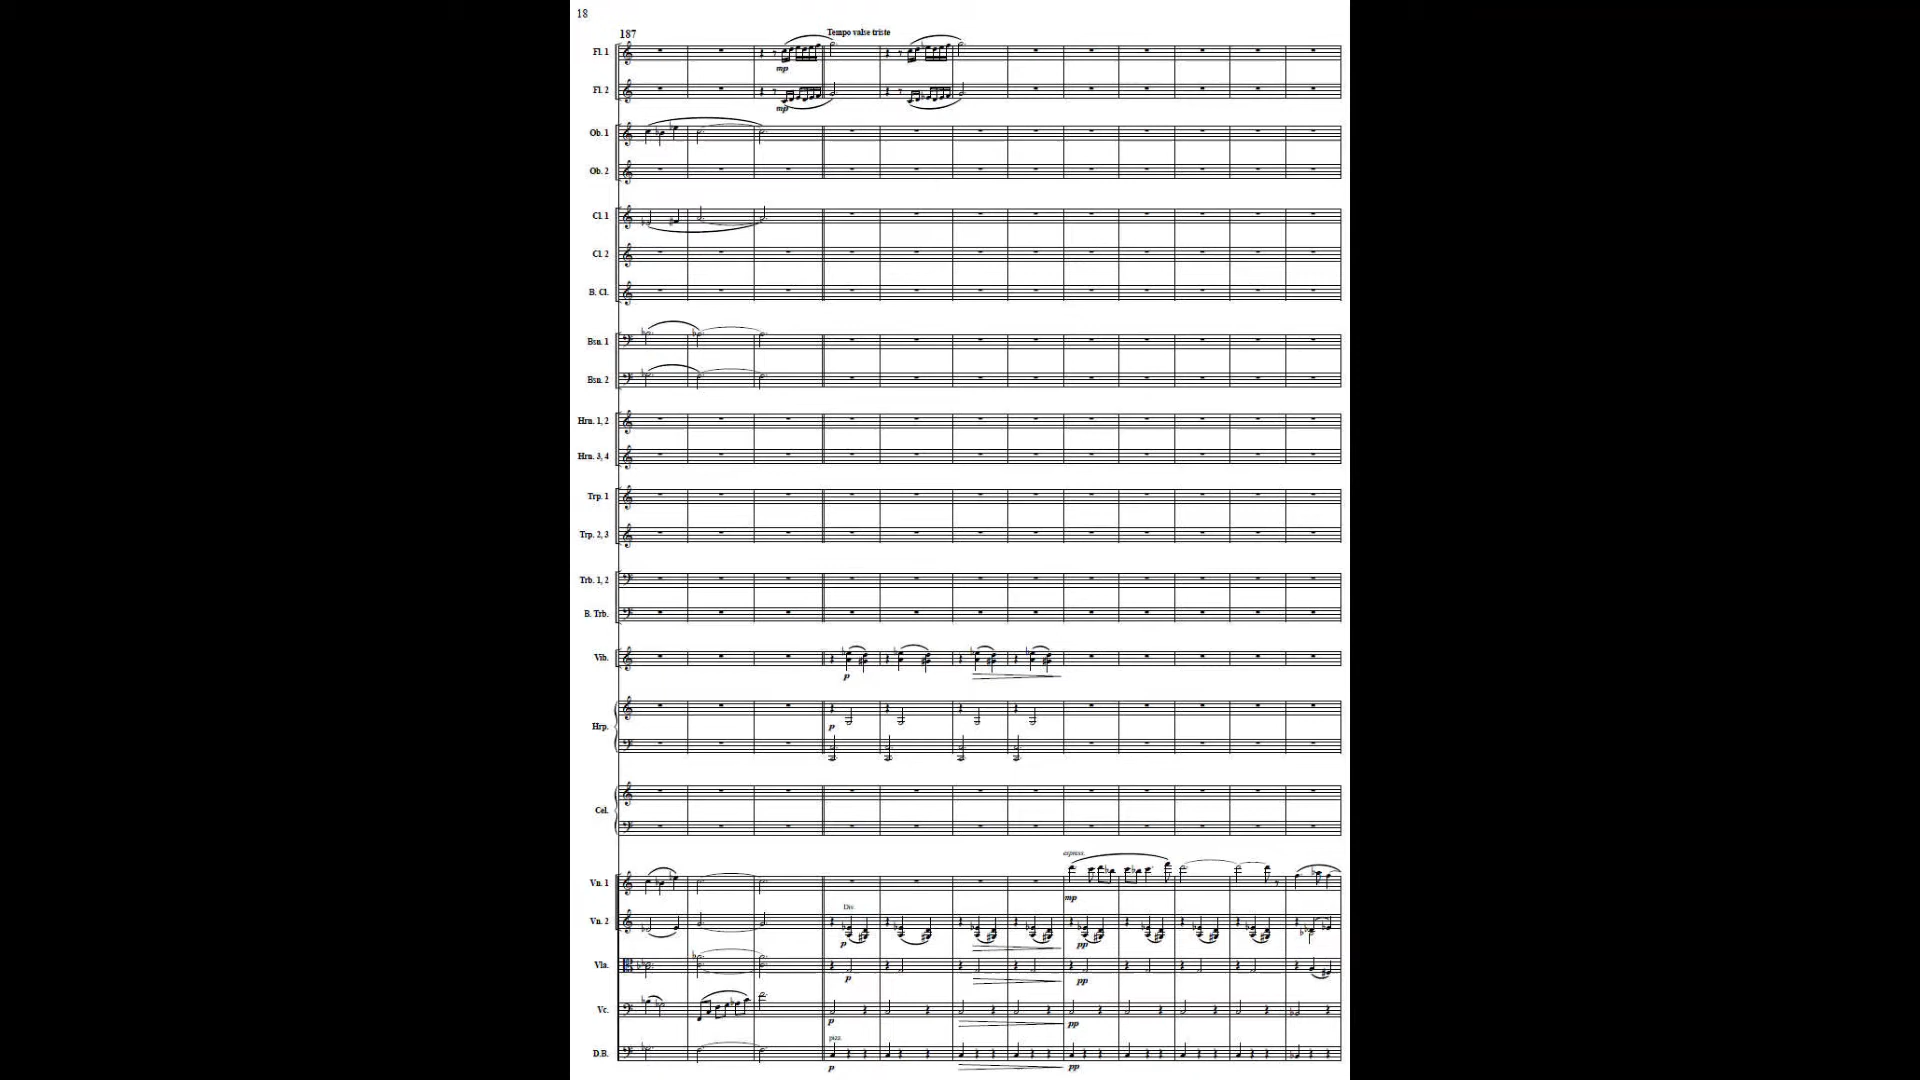 18
187
Tempo valse triste
Fl. 1
mp
Fl. 2
mp
Ob. 1
Ob. 2
Cl. 1
Cl. 2
B. Cl.
Bsn. 1
Bsn. 2
Hrn. 1, 2
Hrn. 3, 4
Trp. 1
Trp. 2, 3
Trb. 1, 2
B. Trb.
Vib.
p
Hrp.
p
Cel.
espress.
Vn. 1
mp
Div.
Vn. 2
p pp
Vla.
p pp
Vc.
p pp
pizz.
D.B.
p pp